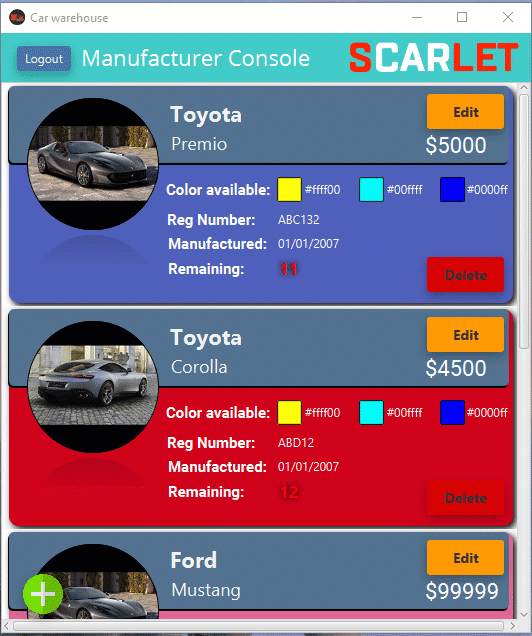 Car warehouse
Logout Manufacturer Console SCARLET
Toyota Edit
Premio $5000
Color available: #ffff00 #00ffff #0000ff
Reg Number: ABC132
Manufactured: 01/01/2007
Remaining: 11 Delete
Toyota Edit
Corolla $4500
Color available: #ffff00 #00ffff #0000ff
Reg Number: ABD12
Manufactured: 01/01/2007
Remaining: 12 Delete
Ford Edit
Mustang $99999